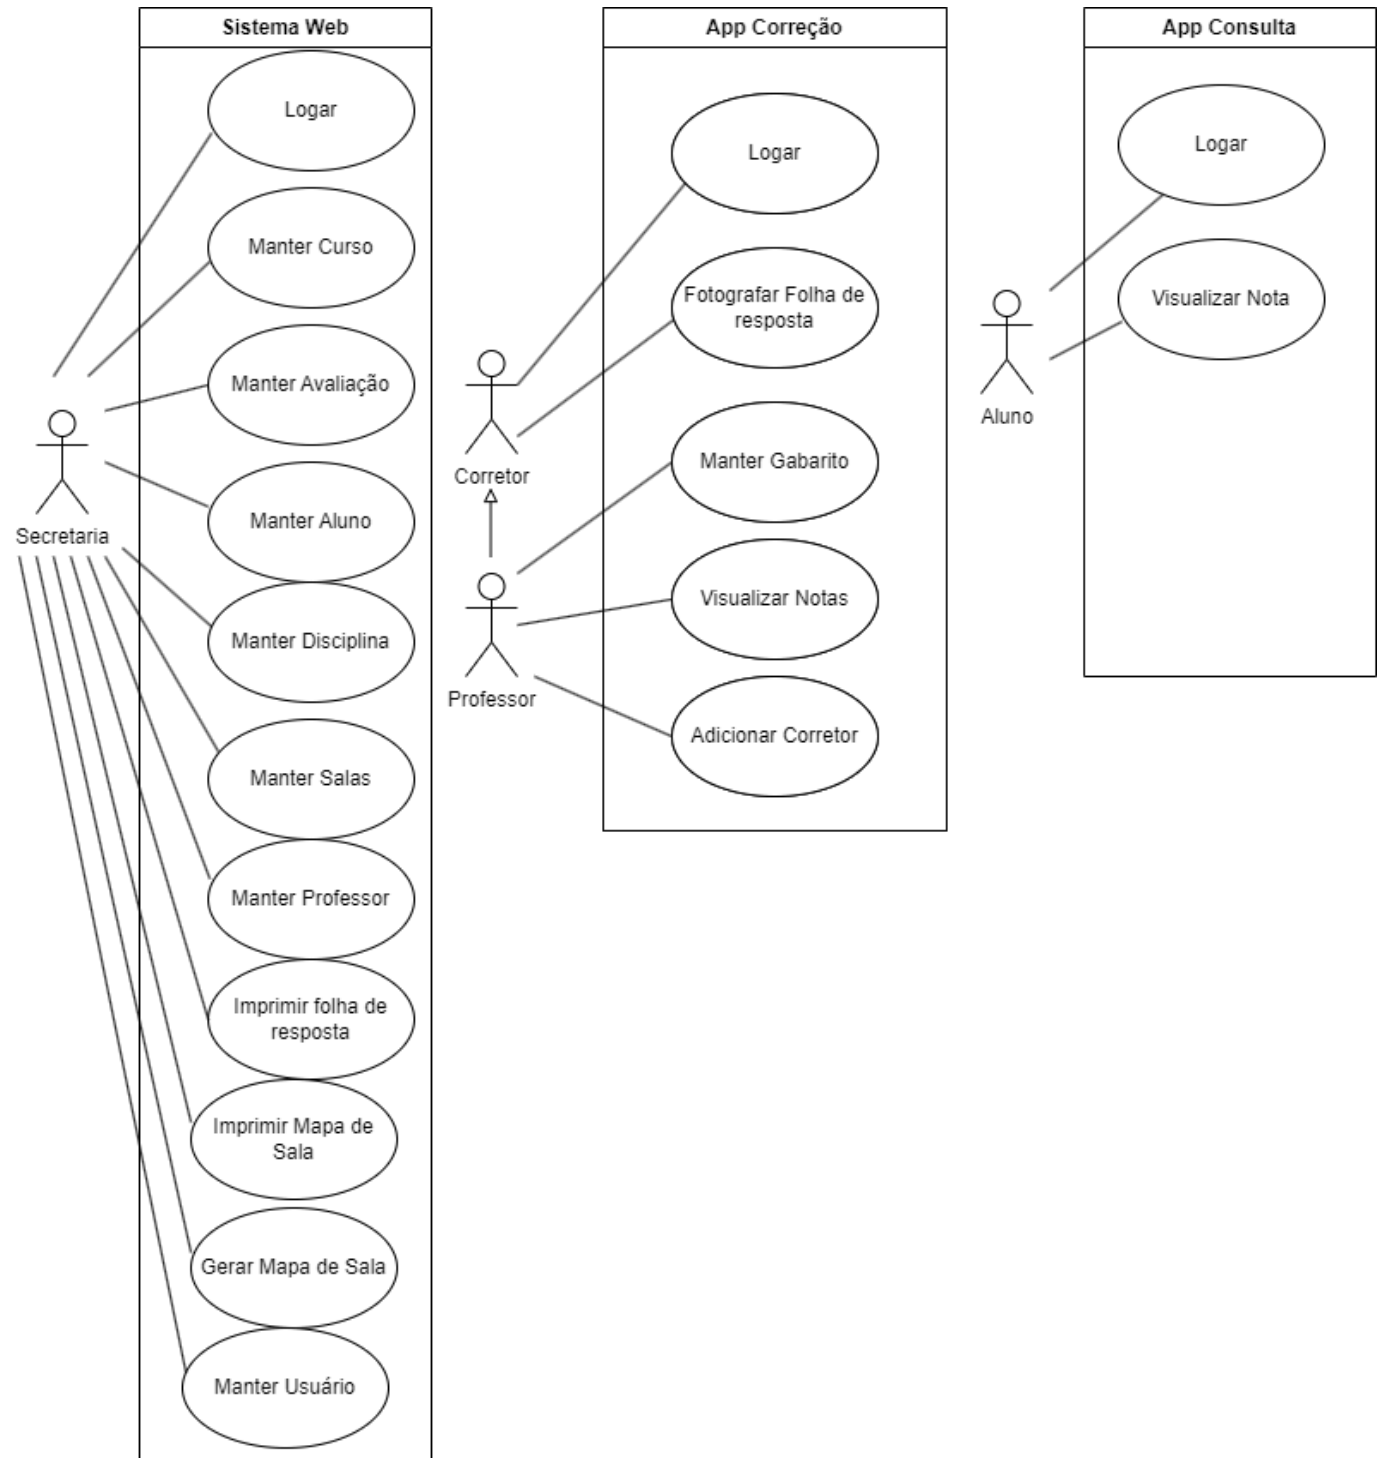 Sistema Web
Logar
Manter Curso
Manter Avaliação
Manter Aluno
Secretaria
Manter Disciplina
Manter Salas
Manter Professor
Imprimir folha de
resposta
Imprimir Mapa de
Sala
Gerar Mapa de Sala
Manter Usuário
App Correção
Logar
Fotografar Folha de
resposta
Corretor
Manter Gabarito
Visualizar Notas
Professor
Adicionar Corretor
App Consulta
Logar
Visualizar Nota
Aluno